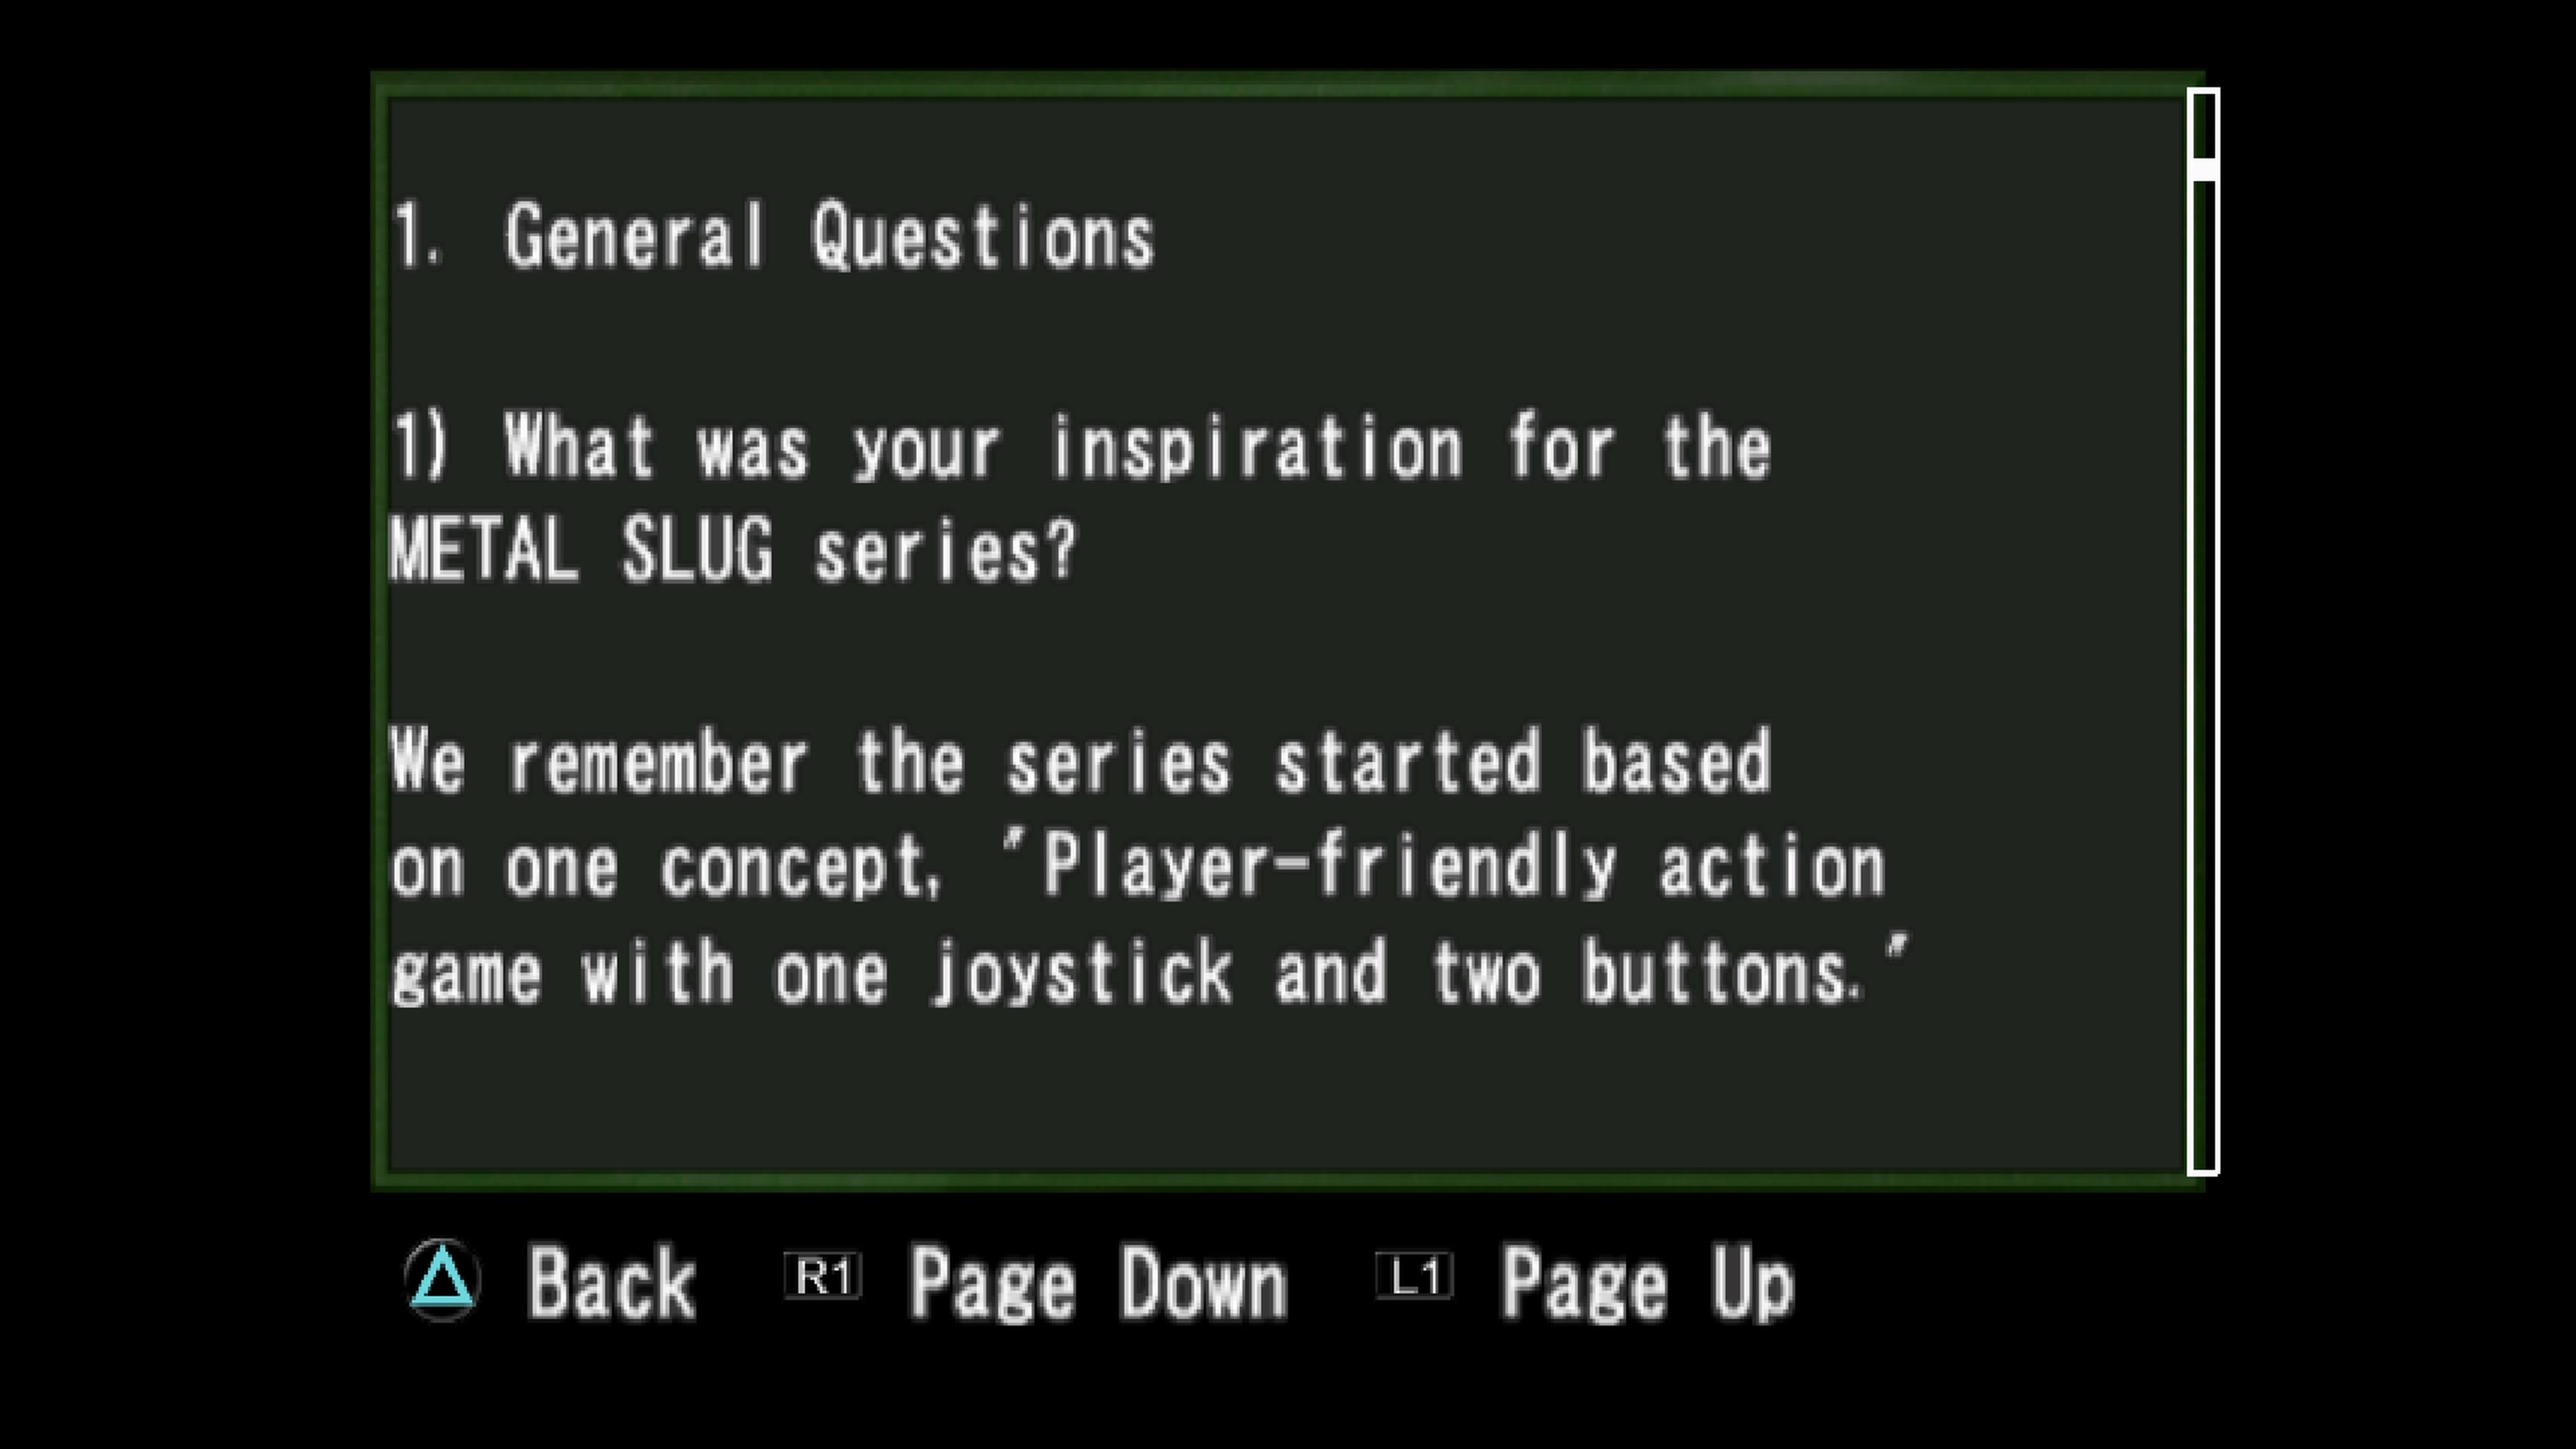 1. General Questions
1) What was your inspiration for the
METAL SLUG series?
We remember the series started based
on one concept, "Player-friendly action
game with one joystick and two buttons."
Back R1 Page Down L1 Page Up